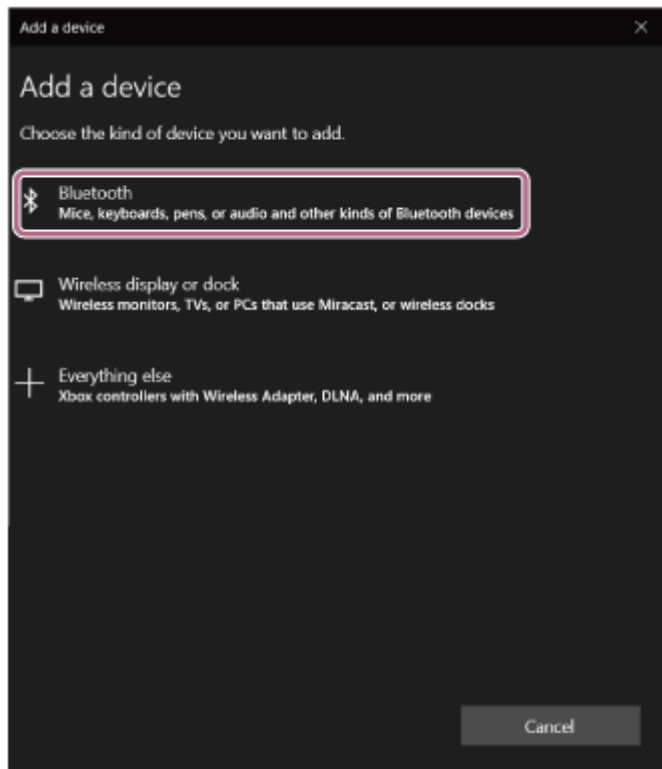 Add a device
Add a device
Choose the kind of device you want to add.
Bluetooth
Mice, keyboards, pens, or audio and other kinds of Bluetooth devices
Wireless display or dock
Wireless monitors, TVs, or PCs that use Miracast, or wireless docks
Everything else
Xbox controllers with Wireless Adapter, DLNA, and more
Cancel